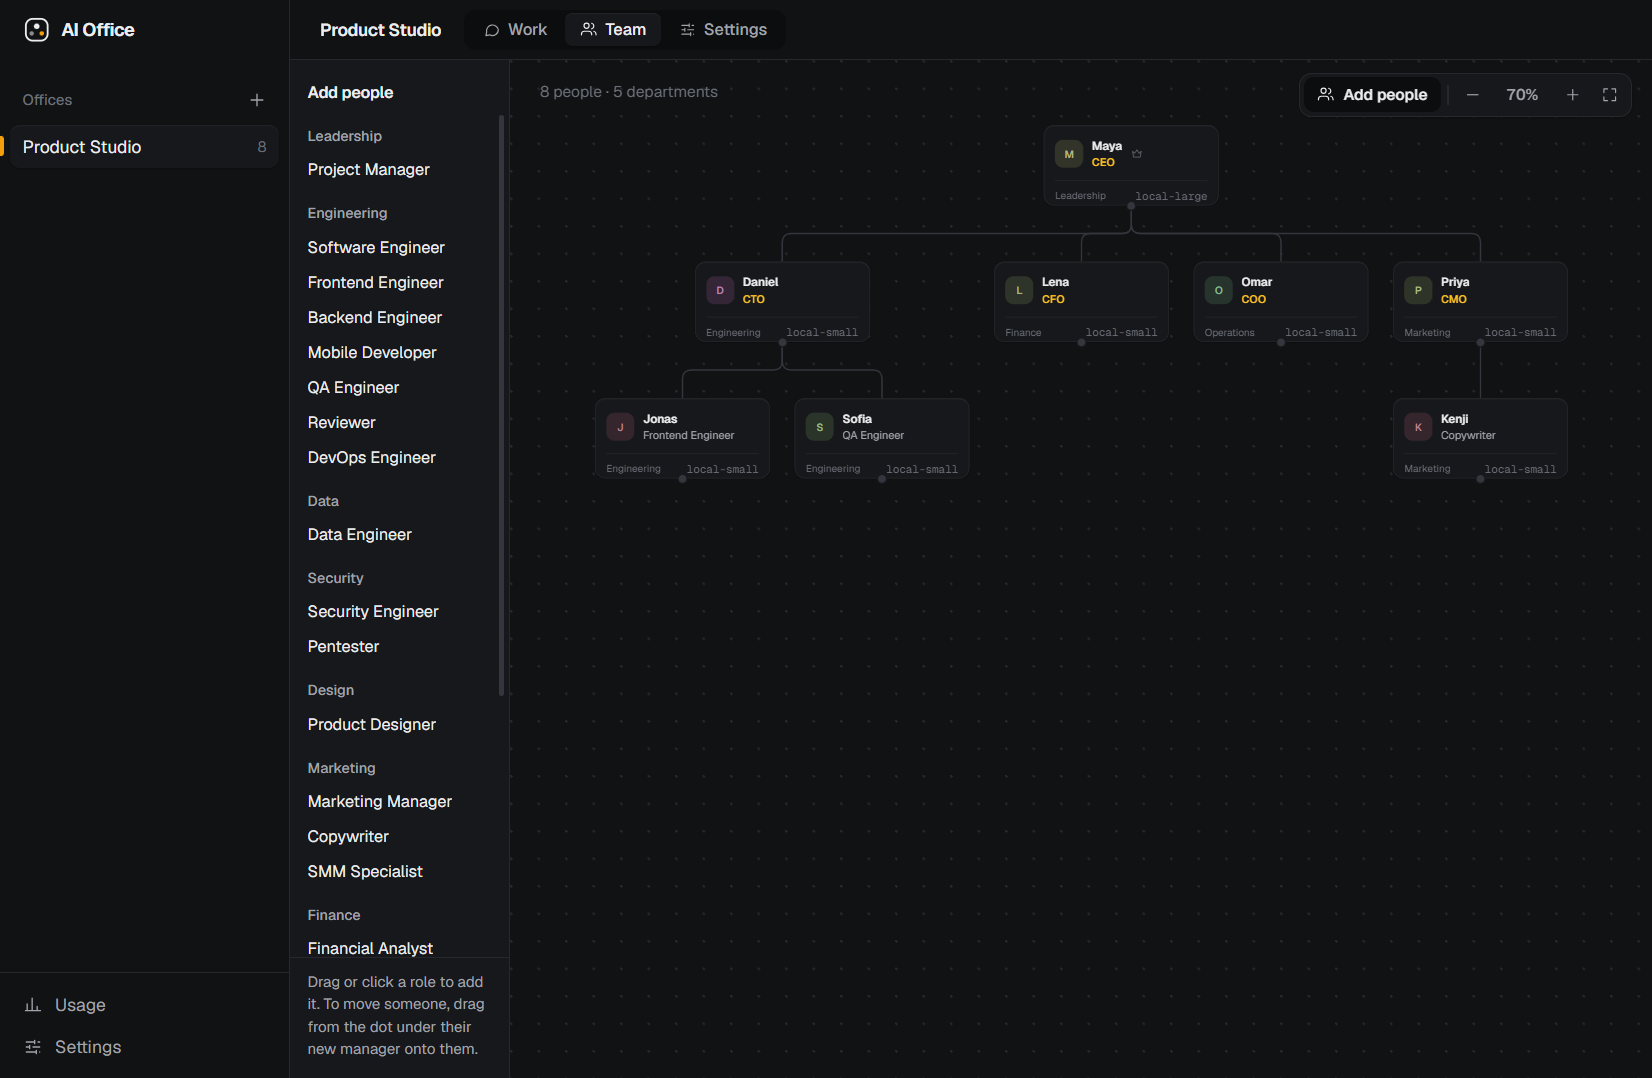 AI Office
Offices
Product Studio 8
Usage
Settings
Product Studio
Work
Team
Settings
Add people
Leadership
Project Manager
Engineering
Software Engineer
Frontend Engineer
Backend Engineer
Mobile Developer
QA Engineer
Reviewer
DevOps Engineer
Data
Data Engineer
Security
Security Engineer
Pentester
Design
Product Designer
Marketing
Marketing Manager
Copywriter
SMM Specialist
Finance
Financial Analyst
Drag or click a role to add
it. To move someone, drag
from the dot under their
new manager onto them.
8 people · 5 departments
Add people
70%
M
Maya
CEO
Leadership local-large
D
Daniel
CTO
Engineering local-small
L
Lena
CFO
Finance local-small
O
Omar
COO
Operations local-small
P
Priya
CMO
Marketing local-small
J
Jonas
Frontend Engineer
Engineering local-small
S
Sofia
QA Engineer
Engineering local-small
K
Kenji
Copywriter
Marketing local-small